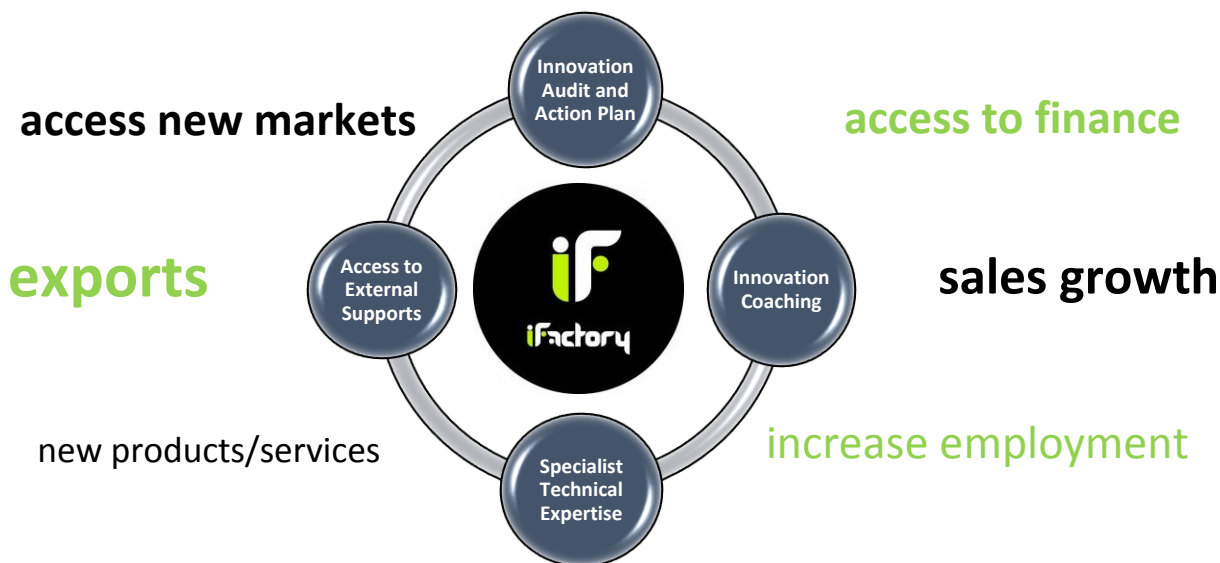 Innovation
Audit and
Action Plan
access new markets
access to finance
exports
Access to
External
Supports
iF
iFactory
Innovation
Coaching
sales growth
new products/services
increase employment
Specialist
Technical
Expertise